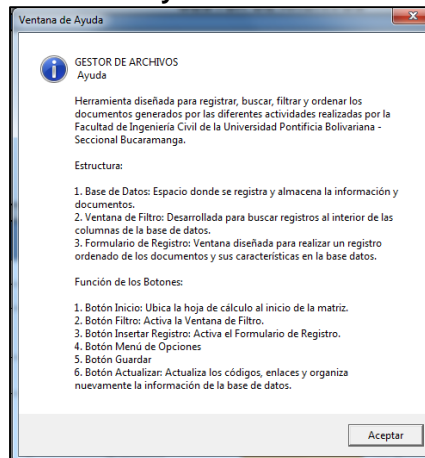 Ventana de Ayuda
GESTOR DE ARCHIVOS
Ayuda
Herramienta diseñada para registrar, buscar, filtrar y ordenar los
documentos generados por las diferentes actividades realizadas por la
Facultad de Ingeniería Civil de la Universidad Pontificia Bolivariana -
Seccional Bucaramanga.
Estructura:
1. Base de Datos: Espacio donde se registra y almacena la información y
documentos.
2. Ventana de Filtro: Desarrollada para buscar registros al interior de las
columnas de la base de datos.
3. Formulario de Registro: Ventana diseñada para realizar un registro
ordenado de los documentos y sus características en la base datos.
Función de los Botones:
1. Botón Inicio: Ubica la hoja de cálculo al inicio de la matriz.
2. Botón Filtro: Activa la Ventana de Filtro.
3. Botón Insertar Registro: Activa el Formulario de Registro.
4. Botón Menú de Opciones
5. Botón Guardar
6. Botón Actualizar: Actualiza los códigos, enlaces y organiza
nuevamente la información de la base de datos.
Aceptar